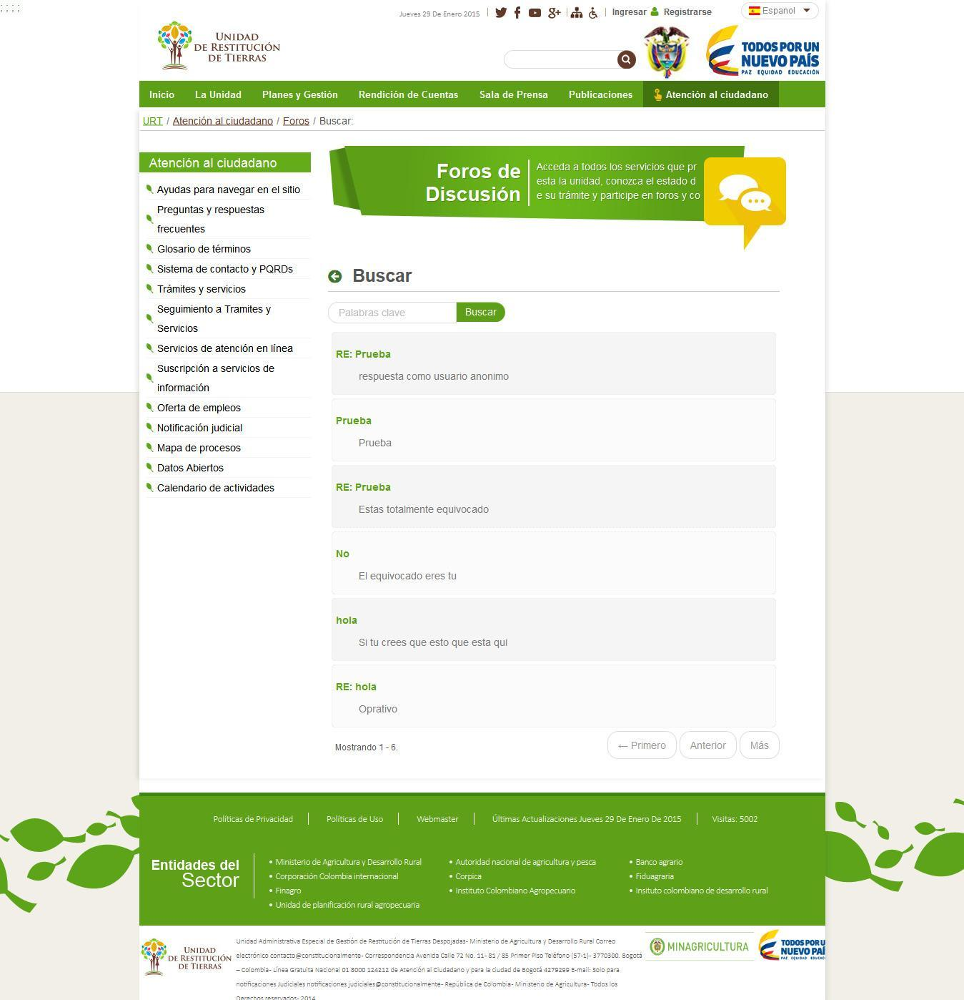 ; ; ; ;
Jueves 29 De Enero 2015
Ingresar
Registrarse
Espanol
UNIDAD
DE RESTITUCIÓN
DE TIERRAS
TODOS POR UN
NUEVO PAÍS
PAZ EQUIDAD EDUCACIÓN
Inicio
La Unidad
Planes y Gestión
Rendición de Cuentas
Sala de Prensa
Publicaciones
Atención al ciudadano
URT / Atención al ciudadano / Foros / Buscar:
Atención al ciudadano
Ayudas para navegar en el sitio
Preguntas y respuestas
frecuentes
Glosario de términos
Sistema de contacto y PQRDs
Trámites y servicios
Seguimiento a Tramites y
Servicios
Servicios de atención en línea
Suscripción a servicios de
información
Oferta de empleos
Notificación judicial
Mapa de procesos
Datos Abiertos
Calendario de actividades
Foros de
Discusión
Acceda a todos los servicios que pr
esta la unidad, conozca el estado d
e su trámite y participe en foros y co
Buscar
Palabras clave
Buscar
RE: Prueba
respuesta como usuario anonimo
Prueba
Prueba
RE: Prueba
Estas totalmente equivocado
No
El equivocado eres tu
hola
Si tu crees que esto que esta qui
RE: hola
Oprativo
Mostrando 1 - 6.
← Primero
Anterior
Más
Políticas de Privacidad
Políticas de Uso
Webmaster
Últimas Actualizaciones Jueves 29 De Enero De 2015
Visitas: 5002
Entidades del
Sector
• Ministerio de Agricultura y Desarrollo Rural
• Corporación Colombia internacional
• Finagro
• Unidad de planificación rural agropecuaria
• Autoridad nacional de agricultura y pesca
• Corpica
• Instituto Colombiano Agropecuario
• Banco agrario
• Fiduagraria
• Insituto colombiano de desarrollo rural
UNIDAD
DE RESTITUCIÓN
DE TIERRAS
Unidad Administrativa Especial de Gestión de Restitución de Tierras Despojadas- Ministerio de Agricultura y Desarrollo Rural Correo
electrónico contacto@constitucionalmente- Correspondencia Avenida Calle 72 No. 11- 81 / 85 Primer Piso Teléfono (57-1)- 3770300. Bogotá
– Colombia- Línea Gratuita Nacional 01 8000 124212 de Atención al Ciudadano y para la ciudad de Bogotá 4279299 E-mail: Solo para
notificaciones Judiciales notificaciones judiciales@constitucionalmente- República de Colombia- Ministerio de Agricultura- Todos los
Derechos reservados- 2014
MINAGRICULTURA
TODOS POR U
NUEVO PAÍ
PAZ EQUIDAD EDUCAC